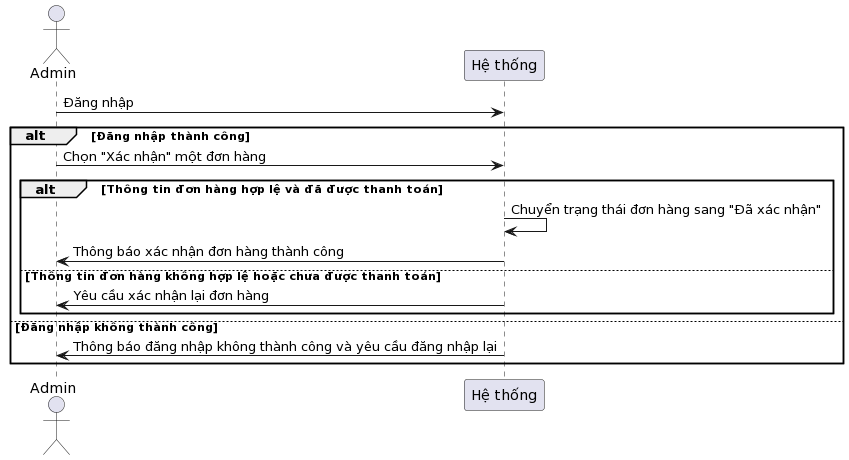 Admin
Hệ thống
Đăng nhập
alt [Đăng nhập thành công]
Chọn "Xác nhận" một đơn hàng
alt [Thông tin đơn hàng hợp lệ và đã được thanh toán]
Chuyển trạng thái đơn hàng sang "Đã xác nhận"
Thông báo xác nhận đơn hàng thành công
[Thông tin đơn hàng không hợp lệ hoặc chưa được thanh toán]
Yêu cầu xác nhận lại đơn hàng
[Đăng nhập không thành công]
Thông báo đăng nhập không thành công và yêu cầu đăng nhập lại
Admin
Hệ thống